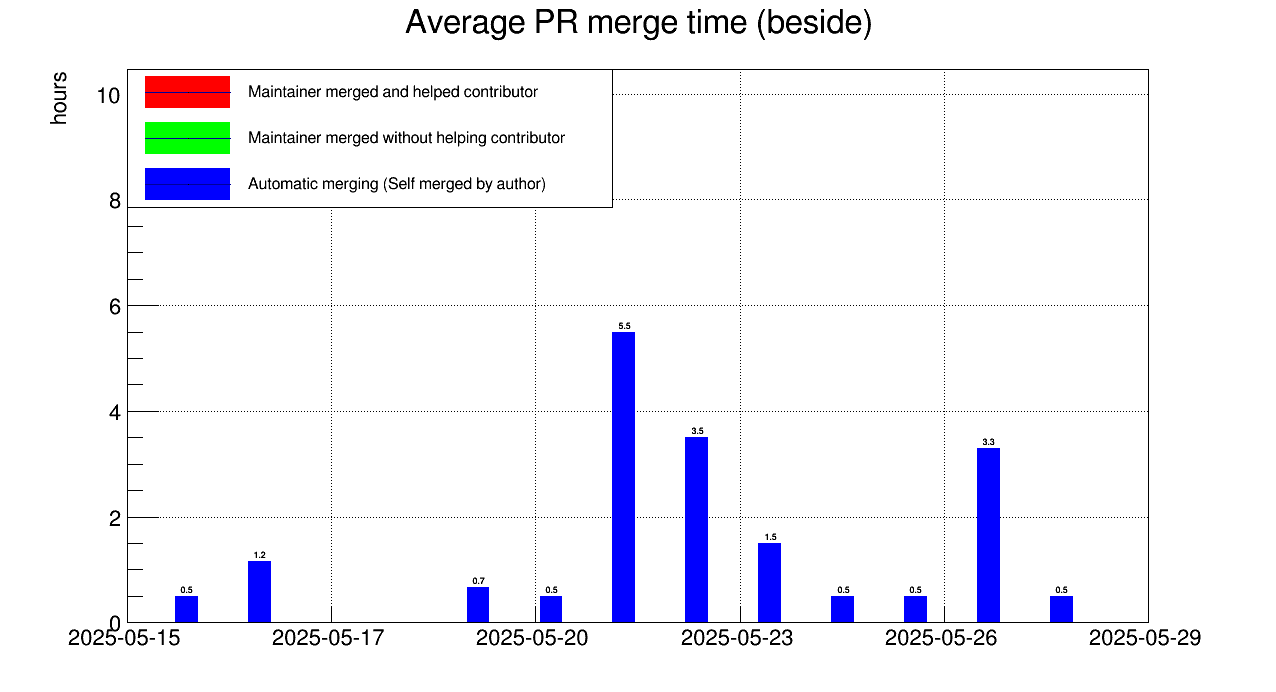 Average PR merge time (beside)
hours
Maintainer merged and helped contributor
Maintainer merged without helping contributor
Automatic merging (Self merged by author)
10
8
6
4
2
0
0.5
1.2
0.7
0.5
5.5
3.5
1.5
0.5
0.5
3.3
0.5
2025-05-15 2025-05-17 2025-05-20 2025-05-23 2025-05-26 2025-05-29